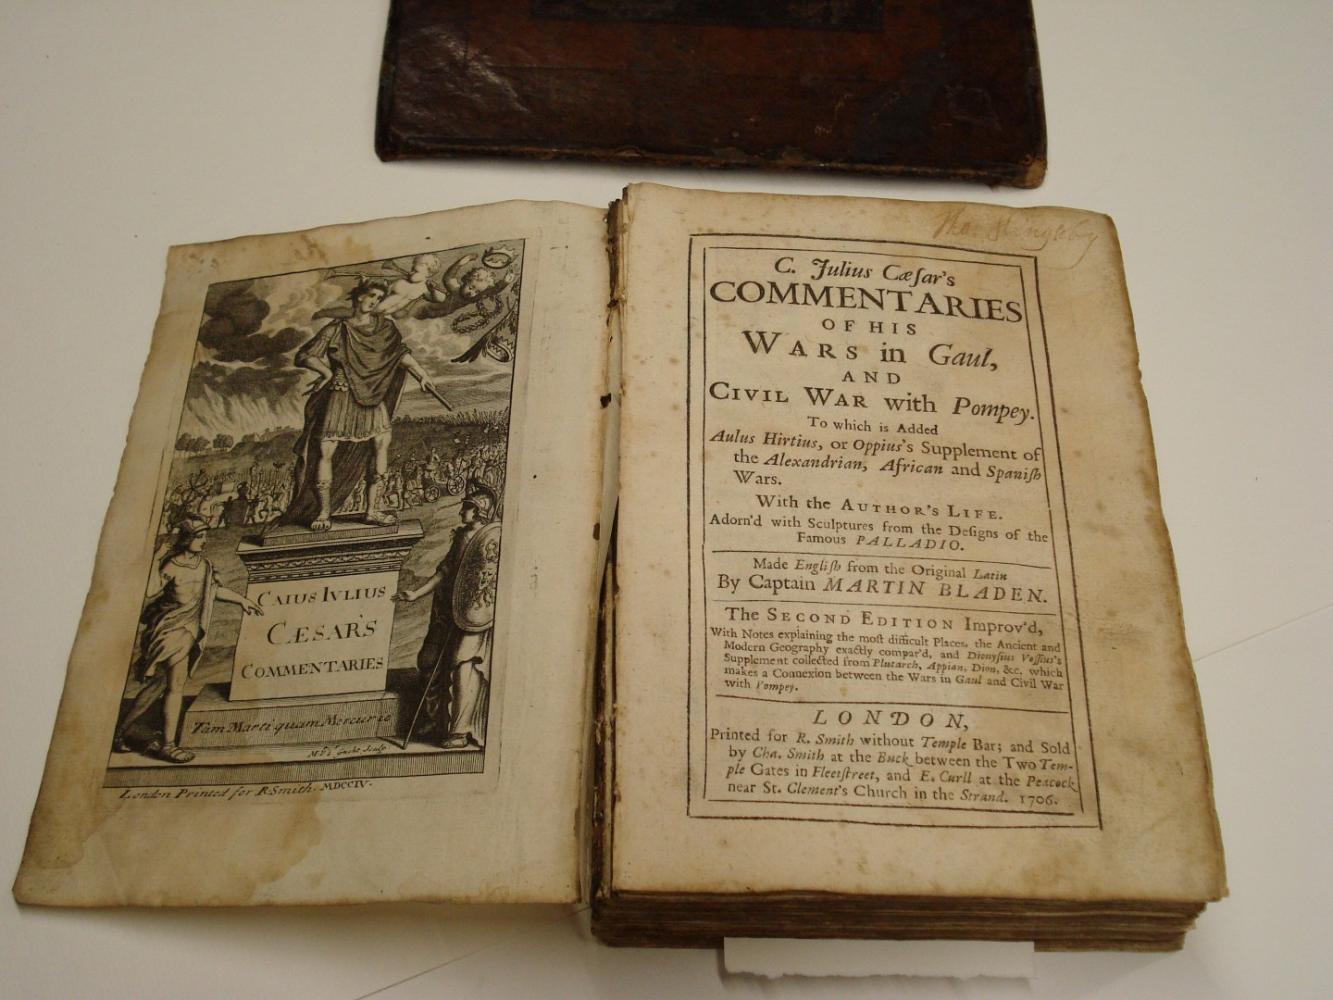 CAIUS IVLIUS
CÆSAR'S
COMMENTARIES
Tam Marti quam Mercurio
London Printed for R. Smith. MDCCIV.
C. Julius Cæſar's
COMMENTARIES
OF HIS
WARS in Gaul,
AND
CIVIL WAR with Pompey.
To which is Added
Aulus Hirtius, or Oppius's Supplement of
the Alexandrian, African and Spaniſh
Wars.
With the AUTHOR'S LIFE.
Adorn'd with Sculptures from the Deſigns of the
Famous PALLADIO.
Made Engliſh from the Original Latin
By Captain MARTIN BLADEN.
The SECOND EDITION Improv'd,
With Notes explaining the moſt difficult Places, the Ancient and
Modern Geography exactly compar'd, and Dionyſius Voſſius's
Supplement collected from Plutarch, Appian, Dion, &c. which
makes a Connexion between the Wars in Gaul and Civil War
with Pompey.
LONDON,
Printed for R. Smith without Temple Bar; and Sold
by Cha. Smith at the Buck between the Two Tem-
ple Gates in Fleetſtreet, and E. Curll at the Peacock
near St. Clement's Church in the Strand. 1706.